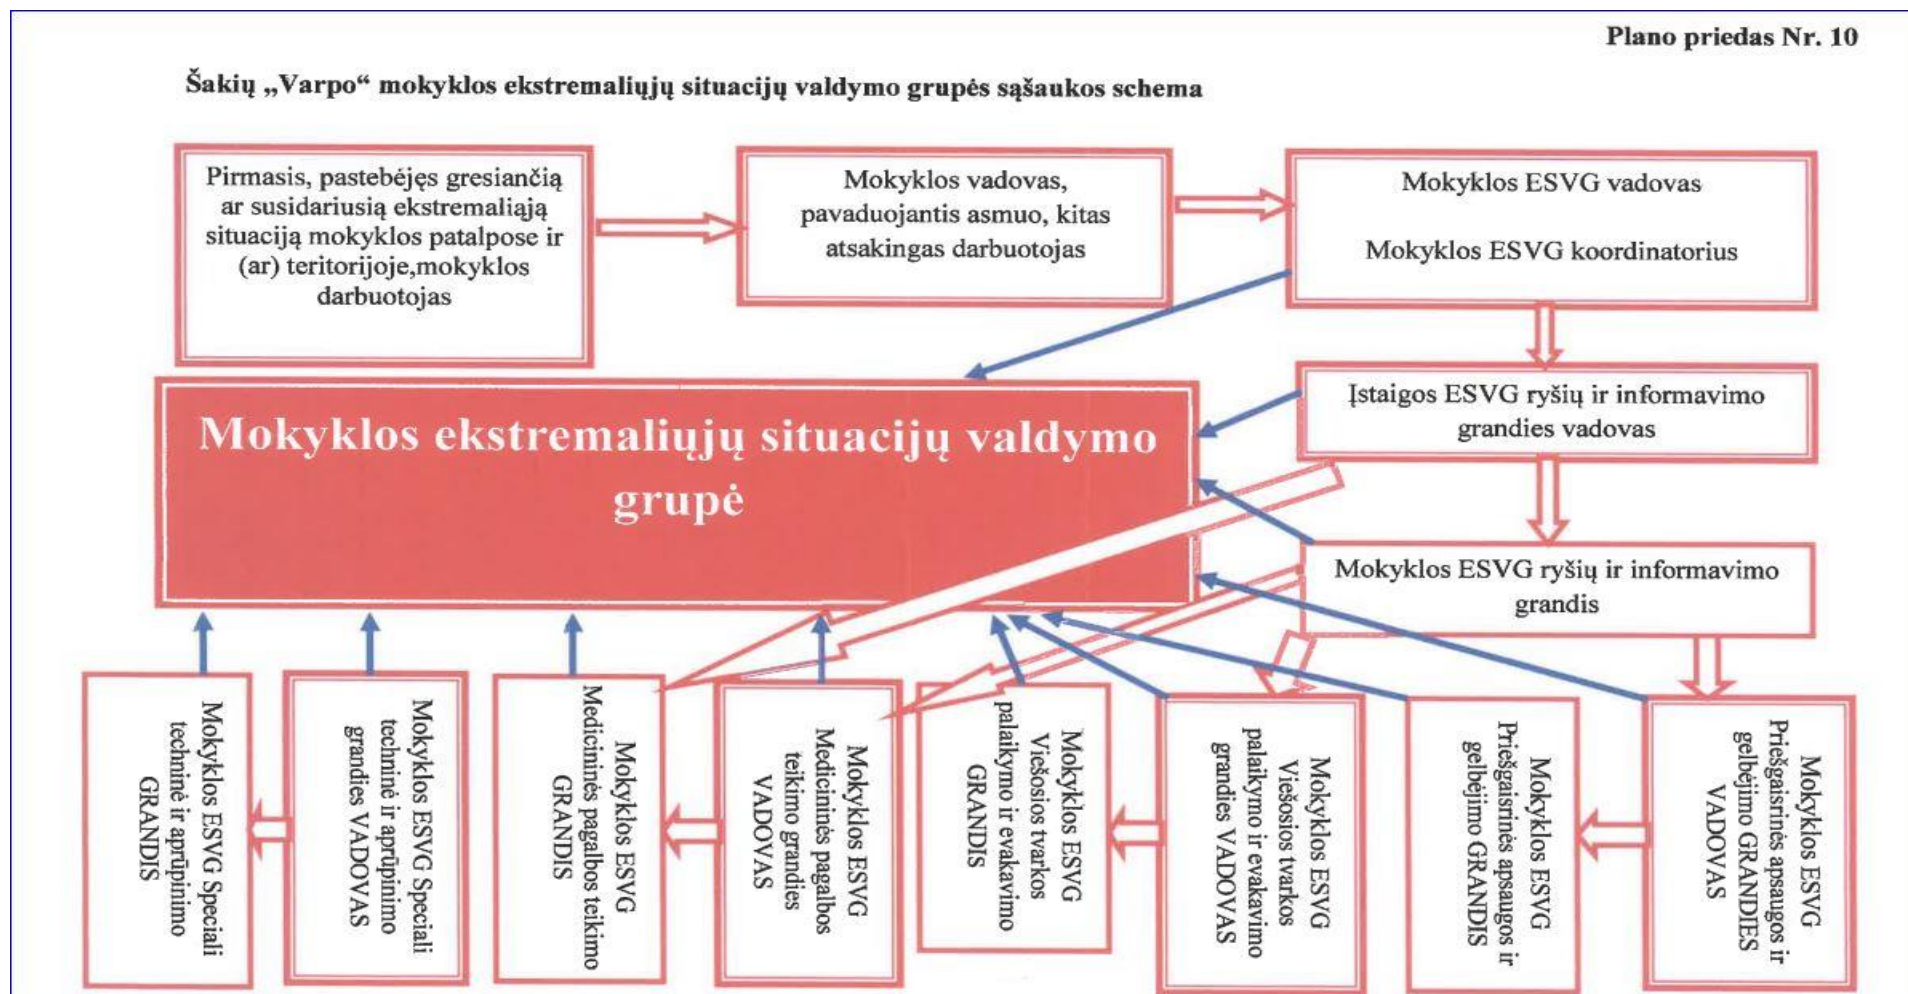 Plano priedas Nr. 10
Šakių „Varpo“ mokyklos ekstremaliųjų situacijų valdymo grupės sąšaukos schema
Pirmasis, pastebėjęs gresiančią
ar susidariusią ekstremaliąją
situaciją mokyklos patalpose ir
(ar) teritorijoje,mokyklos
darbuotojas
Mokyklos vadovas,
pavaduojantis asmuo, kitas
atsakingas darbuotojas
Mokyklos ESVG vadovas
Mokyklos ESVG koordinatorius
Įstaigos ESVG ryšių ir informavimo
grandies vadovas
Mokyklos ekstremaliųjų situacijų valdymo
grupė
Mokyklos ESVG ryšių ir informavimo
grandis
Mokyklos ESVG Speciali
techninė ir aprūpinimo
GRANDIS
Mokyklos ESVG Speciali
techninė ir aprūpinimo
grandies VADOVAS
Mokyklos ESVG
Medicininės pagalbos teikimo
GRANDIS
Mokyklos ESVG
Medicininės pagalbos
teikimo grandies
VADOVAS
Mokyklos ESVG
Viešosios tvarkos
palaikymo ir evakavimo
GRANDIS
Mokyklos ESVG
Viešosios tvarkos
palaikymo ir evakavimo
grandies VADOVAS
Mokyklos ESVG
Priešgaisrinės apsaugos ir
gelbėjimo GRANDIS
Mokyklos ESVG
Priešgaisrinės apsaugos ir
gelbėjimo GRANDIES
VADOVAS